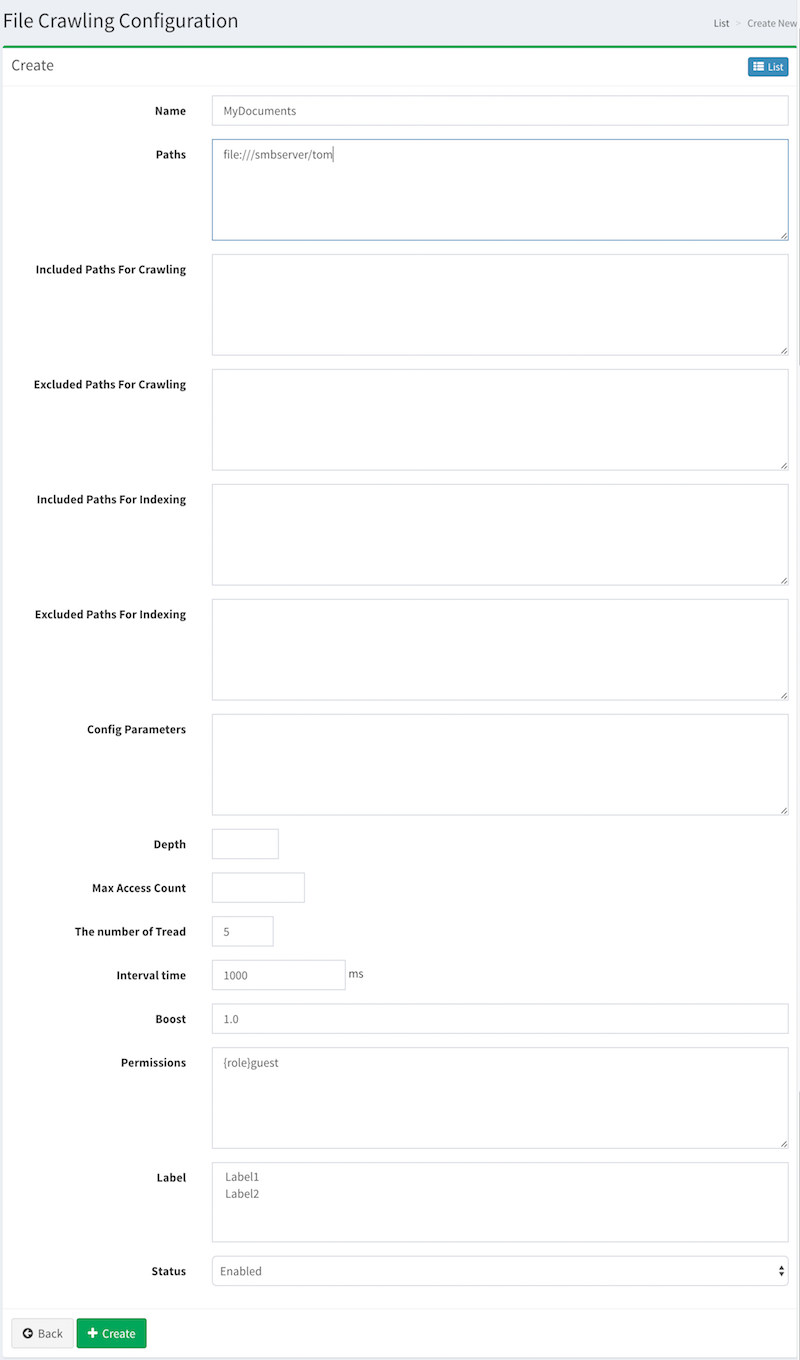 File Crawling Configuration
List > Create New
Create
List
Name MyDocuments
Paths file:///smbserver/tom
Included Paths For Crawling
Excluded Paths For Crawling
Included Paths For Indexing
Excluded Paths For Indexing
Config Parameters
Depth
Max Access Count
The number of Tread 5
Interval time 1000 ms
Boost 1.0
Permissions {role}guest
Label Label1
Label2
Status Enabled
Back Create